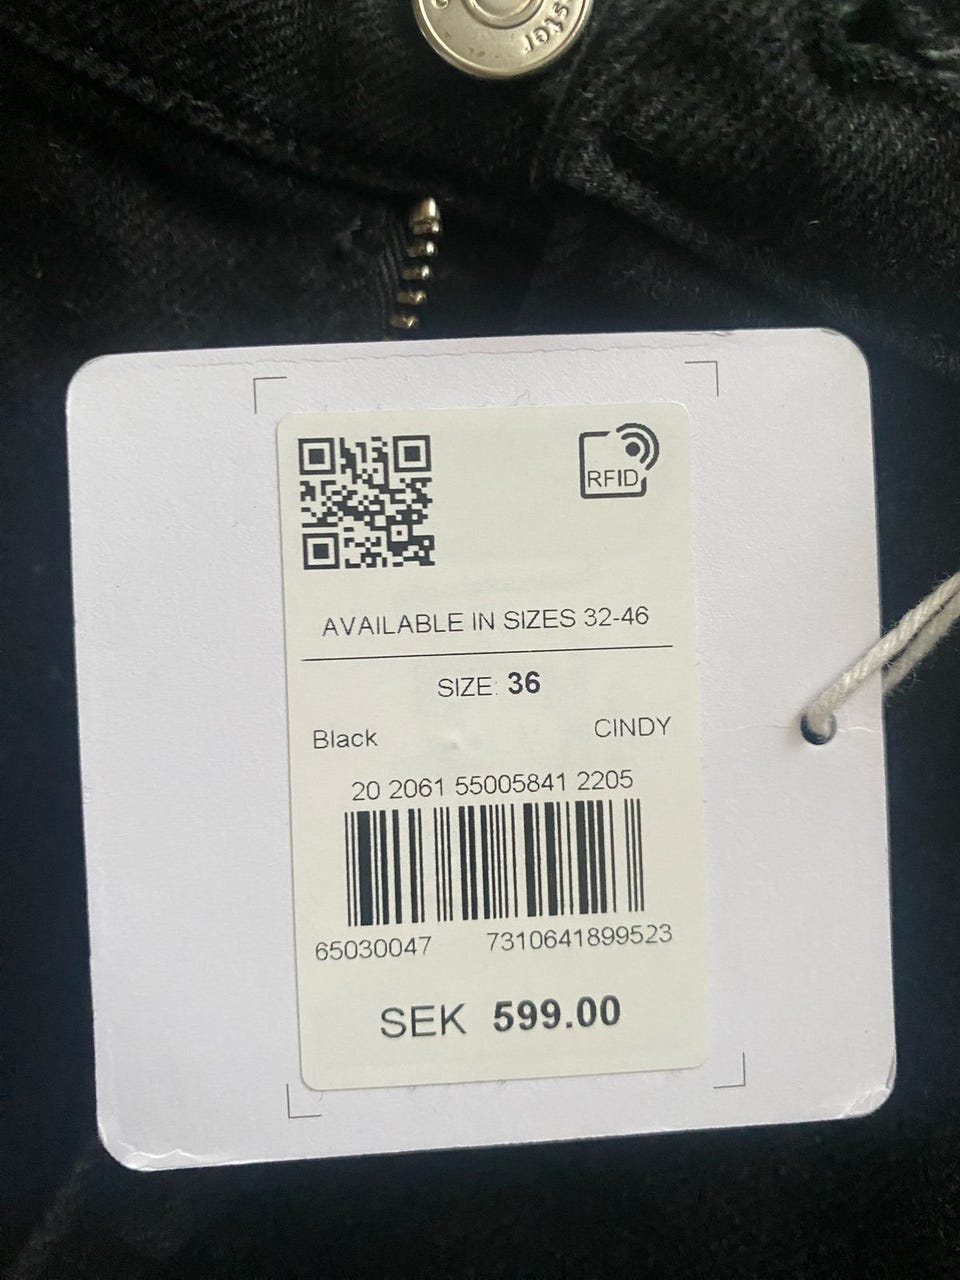 RFID
AVAILABLE IN SIZES 32-46
SIZE: 36
Black CINDY
20 2061 55005841 2205
65030047 7310641899523
SEK 599.00